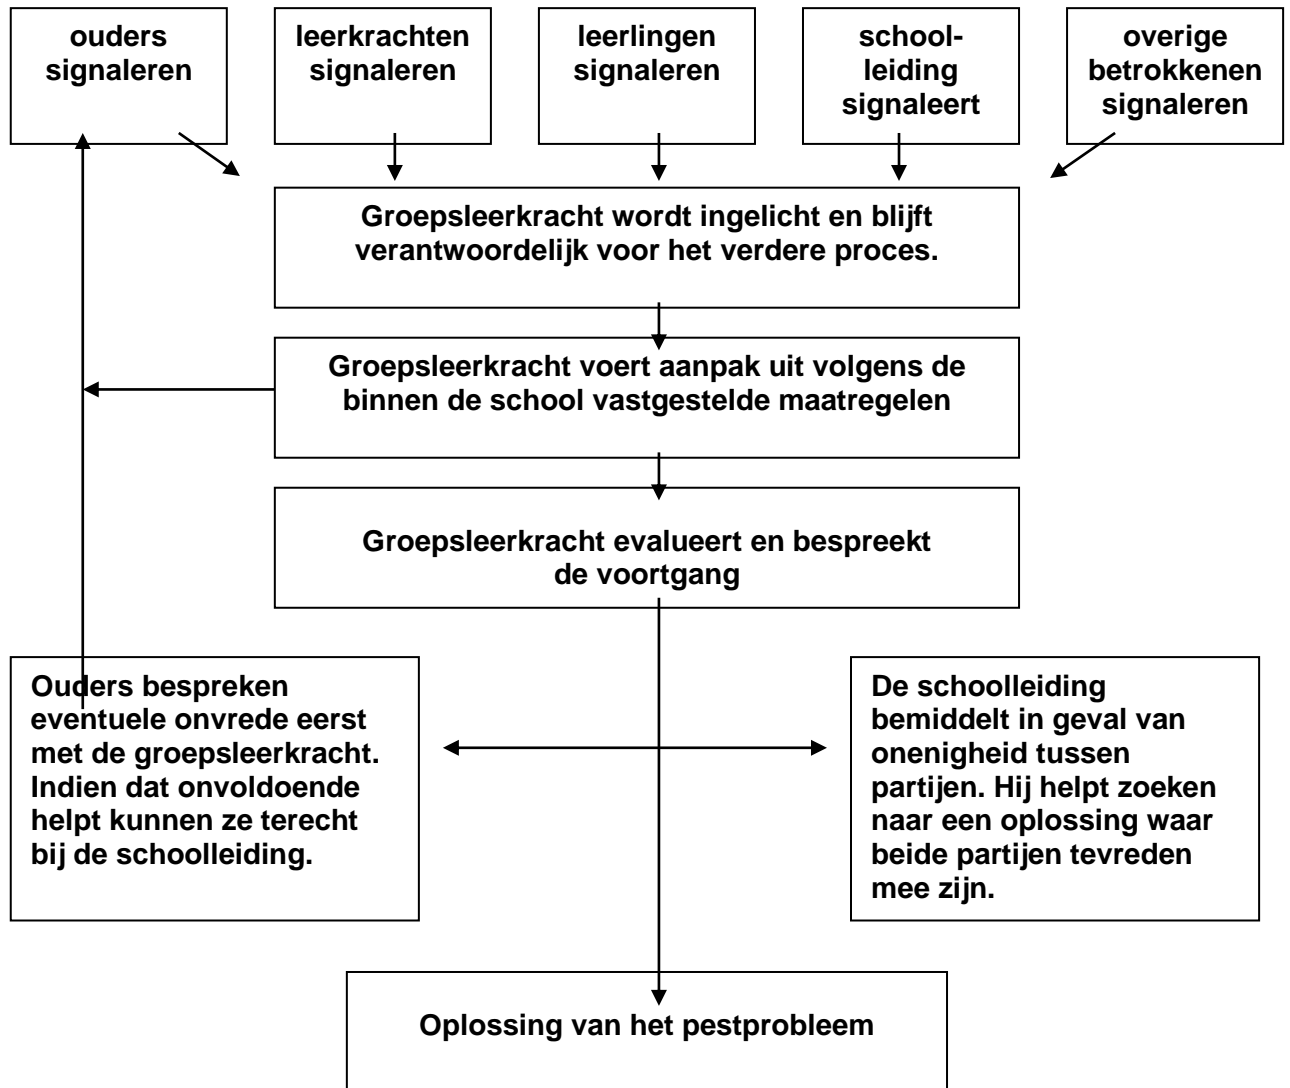 ouders
signaleren
leerkrachten
signaleren
leerlingen
signaleren
school-
leiding
signaleert
overige
betrokkenen
signaleren
Groepsleerkracht wordt ingelicht en blijft
verantwoordelijk voor het verdere proces.
Groepsleerkracht voert aanpak uit volgens de
binnen de school vastgestelde maatregelen
Groepsleerkracht evalueert en bespreekt
de voortgang
Ouders bespreken
eventuele onvrede eerst
met de groepsleerkracht.
Indien dat onvoldoende
helpt kunnen ze terecht
bij de schoolleiding.
De schoolleiding
bemiddelt in geval van
onenigheid tussen
partijen. Hij helpt zoeken
naar een oplossing waar
beide partijen tevreden
mee zijn.
Oplossing van het pestprobleem